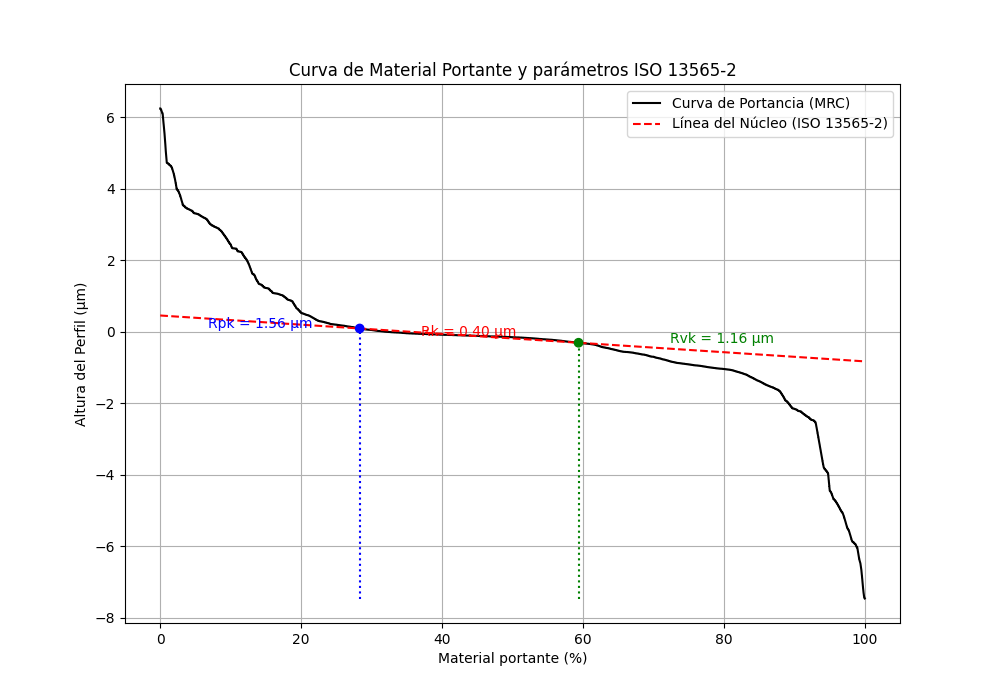 Curva de Material Portante y parámetros ISO 13565-2
Curva de Portancia (MRC)
Línea del Núcleo (ISO 13565-2)
Altura del Perfil (μm)
6
4
2
0
−2
−4
−6
−8
Rpk = 1.56 μm
Rk = 0.40 μm
Rvk = 1.16 μm
0
20
40
60
80
100
Material portante (%)